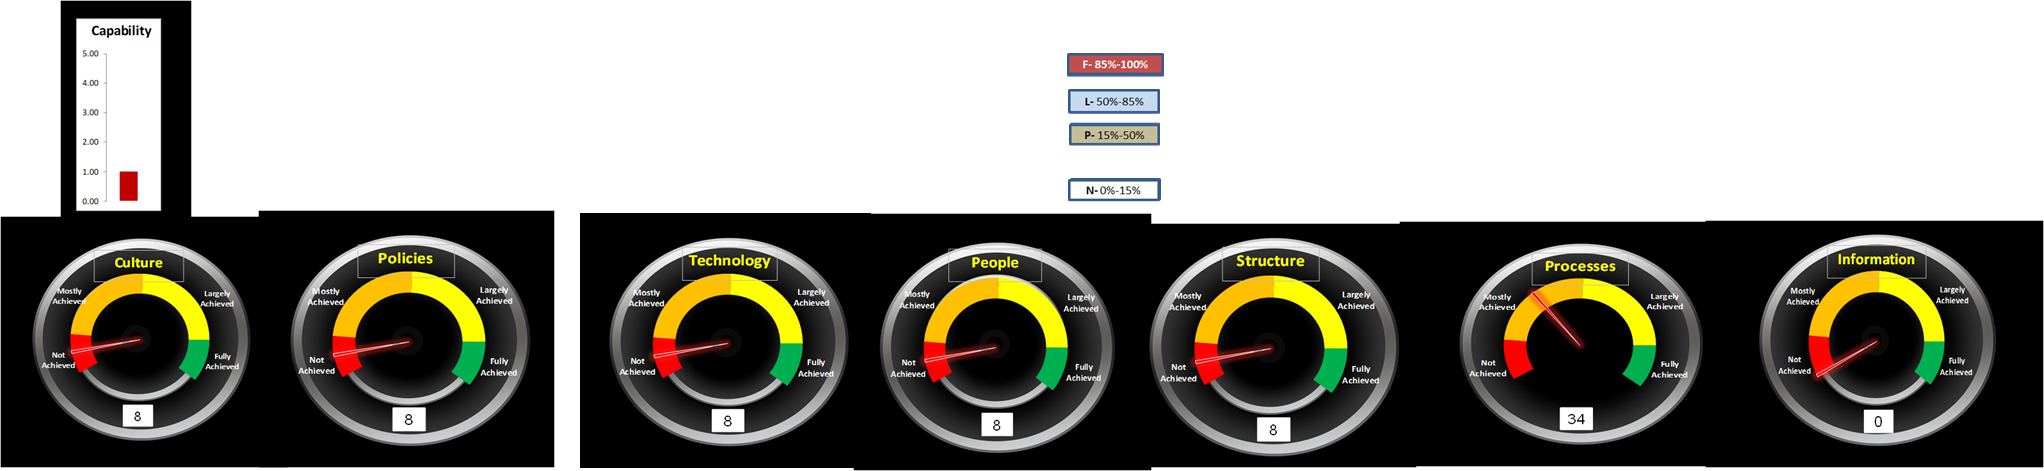 Capability
5.00
4.00
3.00
2.00
1.00
0.00
F- 85%-100%
L- 50%-85%
P- 15%-50%
N- 0%-15%
Culture
Mostly
Achieved
Largely
Achieved
Not
Achieved
Fully
Achieved
8
Policies
Mostly
Achieved
Largely
Achieved
Not
Achieved
Fully
Achieved
8
Technology
Mostly
Achieved
Largely
Achieved
Not
Achieved
Fully
Achieved
8
People
Mostly
Achieved
Largely
Achieved
Not
Achieved
Fully
Achieved
8
Structure
Mostly
Achieved
Largely
Achieved
Not
Achieved
Fully
Achieved
8
Processes
Mostly
Achieved
Largely
Achieved
Not
Achieved
Fully
Achieved
34
Information
Mostly
Achieved
Largely
Achieved
Not
Achieved
Fully
Achieved
0